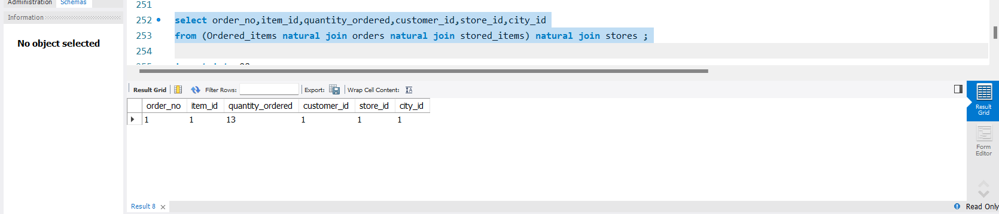 Administration Schemas
251
Information
252 select order_no,item_id,quantity_ordered,customer_id,store_id,city_id
253 from (Ordered_items natural join orders natural join stored_items) natural join stores ;
No object selected
254
Result Grid Filter Rows: Export: Wrap Cell Content:
order_no item_id quantity_ordered customer_id store_id city_id
1 1 13 1 1 1
Result
Grid
Form
Editor
Result 8
Read Only